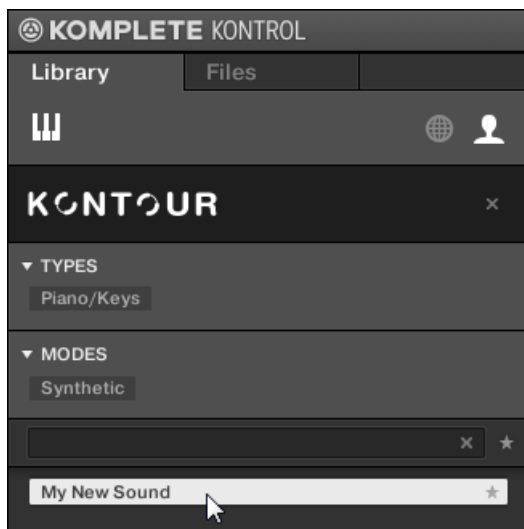 KOMPLETE KONTROL
Library Files
KONTOUR
TYPES
Piano/Keys
MODES
Synthetic
My New Sound